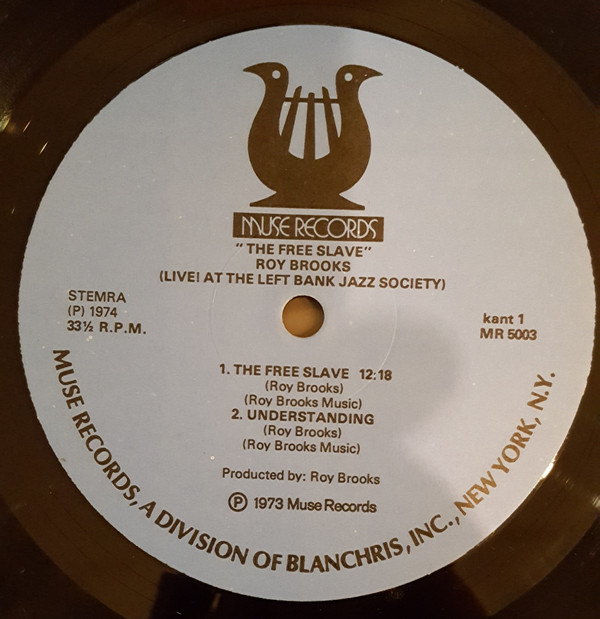 MUSE RECORDS
"THE FREE SLAVE"
ROY BROOKS
(LIVE! AT THE LEFT BANK JAZZ SOCIETY)
STEMRA
(P) 1974
33⅓ R.P.M.
kant 1
MR 5003
1. THE FREE SLAVE 12:18
(Roy Brooks)
(Roy Brooks Music)
2. UNDERSTANDING
(Roy Brooks)
(Roy Brooks Music)
Produced by: Roy Brooks
℗ 1973 Muse Records
MUSE RECORDS, A DIVISION OF BLANCHRIS, INC., NEW YORK, N.Y.